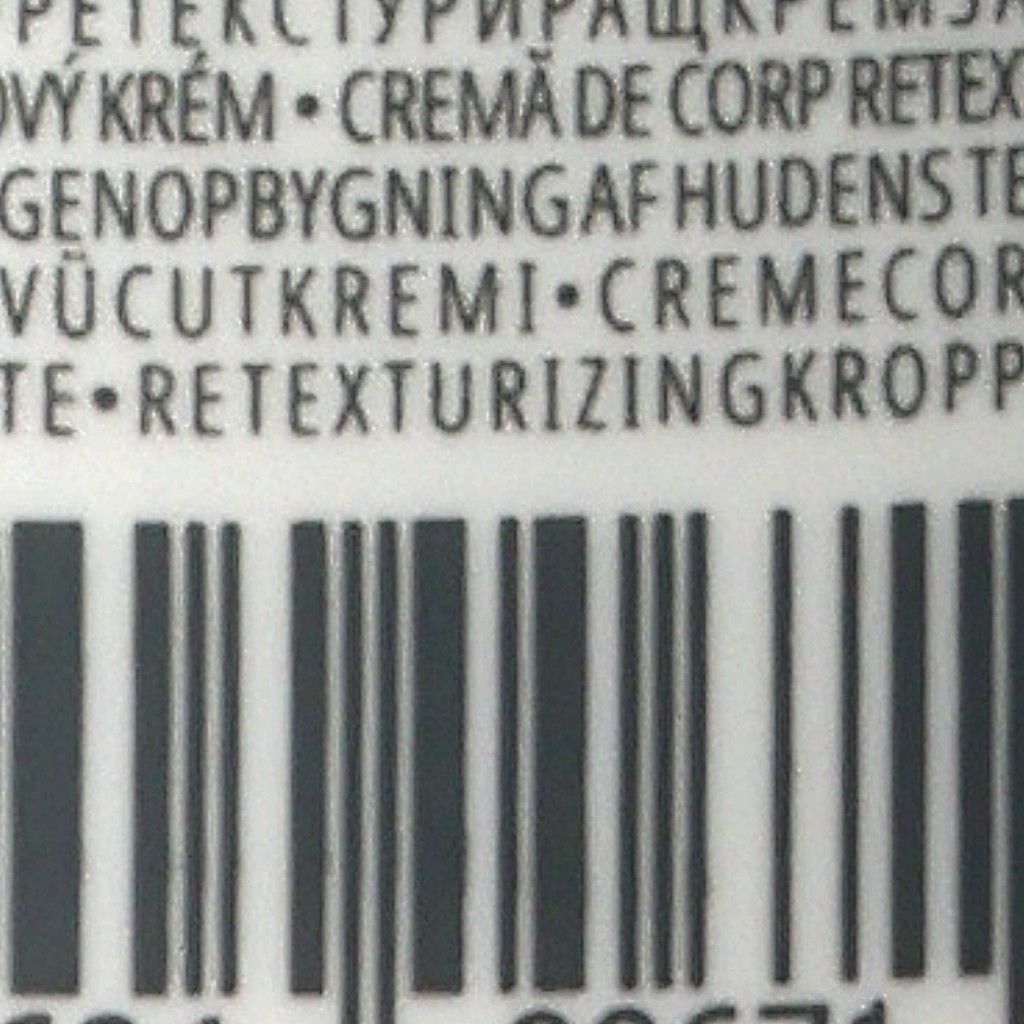 РЕТЕКСТУРИРАЩ КРЕМ ЗА
OVÝ KRÉM • CREMĂ DE CORP RETEX
GENOPBYGNING AF HUDENS TE
VÜCUT KREMI • CREME COR
TE • RETEXTURIZING KROPP